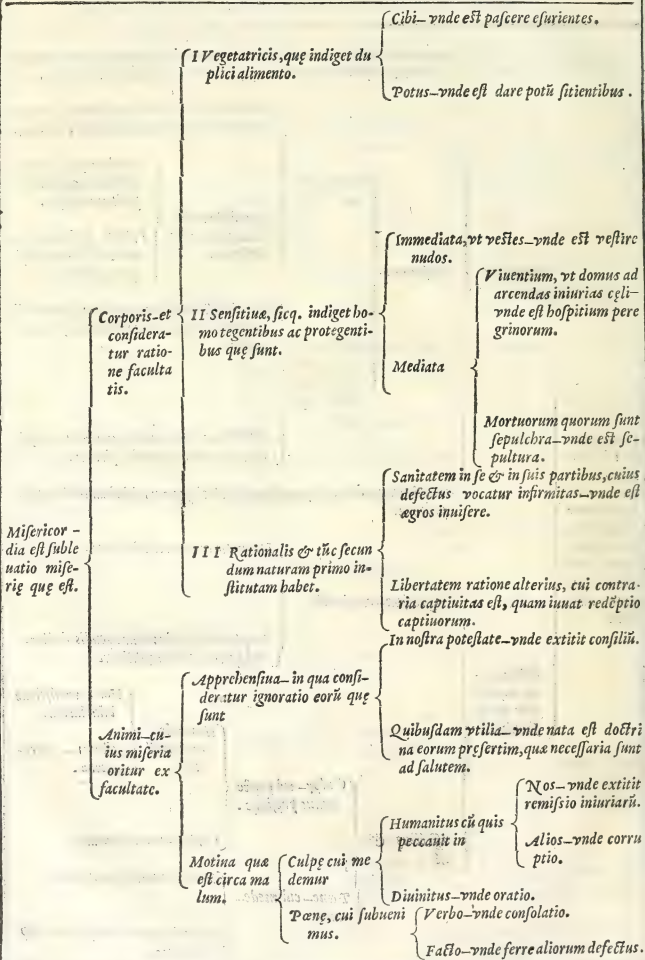 Cibi–vnde est pascere esurientes.
I Vegetatricis, quę indiget du
plici alimento.
Potus–vnde est dare potũ sitientibus.
Immediata, vt vestes–vnde est vestire
nudos.
Viuentium, vt domus ad
arcendas iniurias cęli–
vnde est hospitium pere
grinorum.
Corporis–et
considera-
tur ratio-
ne faculta
tis.
II Sensitiuæ, sicq. indiget ho-
mo tegentibus ac protegenti-
bus quę sunt.
Mediata
Mortuorum quorum sunt
sepulchra–vnde est se-
pultura.
Sanitatem in se & in suis partibus, cuius
defectus vocatur infirmitas–vnde est
ægros inuisere.
Misericor-
dia est suble
uatio mise-
rię quę est.
III Rationalis & tũc secun
dum naturam primo in-
stitutam habet.
Libertatem ratione alterius, cui contra-
ria captiuitas est, quam iuuat redẽptio
captiuorum.
In nostra potestate–vnde extitit consiliũ.
Apprehensiua–in qua consi-
deratur ignoratio eorũ quę
sunt
Animi–cu-
ius miseria
oritur ex
facultate.
Quibusdam vtilia–vnde nata est doctri
na eorum pręsertim, quæ necessaria sunt
ad salutem.
Nos–vnde extitit
remissio iniuriarũ.
Humanitus cũ quis
peccauit in
Alios–vnde corru
ptio.
Motiua quæ
est circa ma
lum.
Culpę cui me
demur
Diuinitus–vnde oratio.
Pœnę, cui subueni
mus.
Verbo–vnde consolatio.
Facto–vnde ferre aliorum defectus.